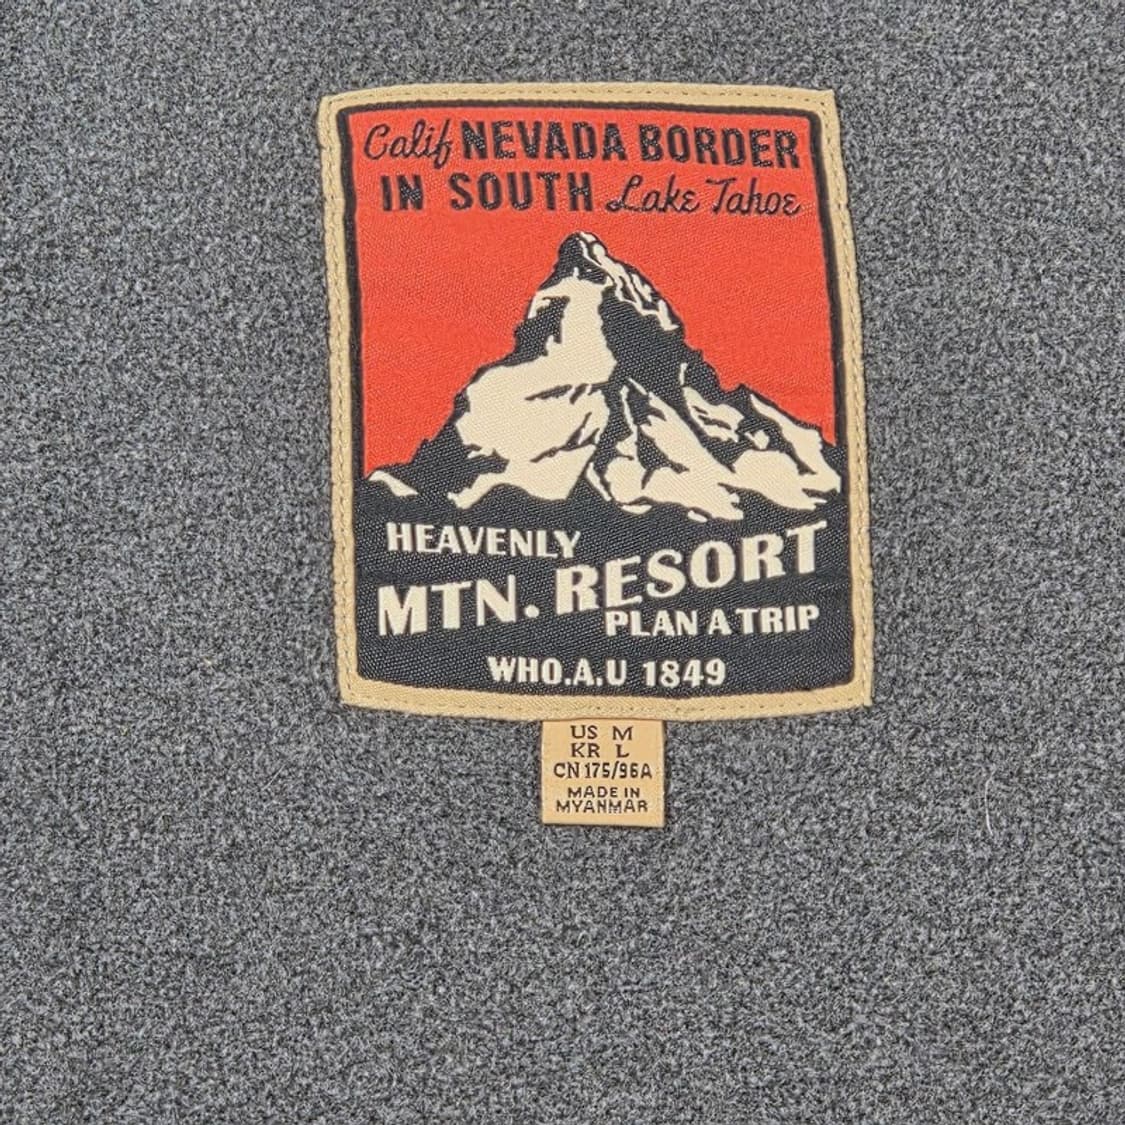 Calif NEVADA BORDER
IN SOUTH Lake Tahoe
HEAVENLY
MTN. RESORT
PLAN A TRIP
WHO.A.U 1849
US M
KR L
CN 175/96A
MADE IN
MYANMAR